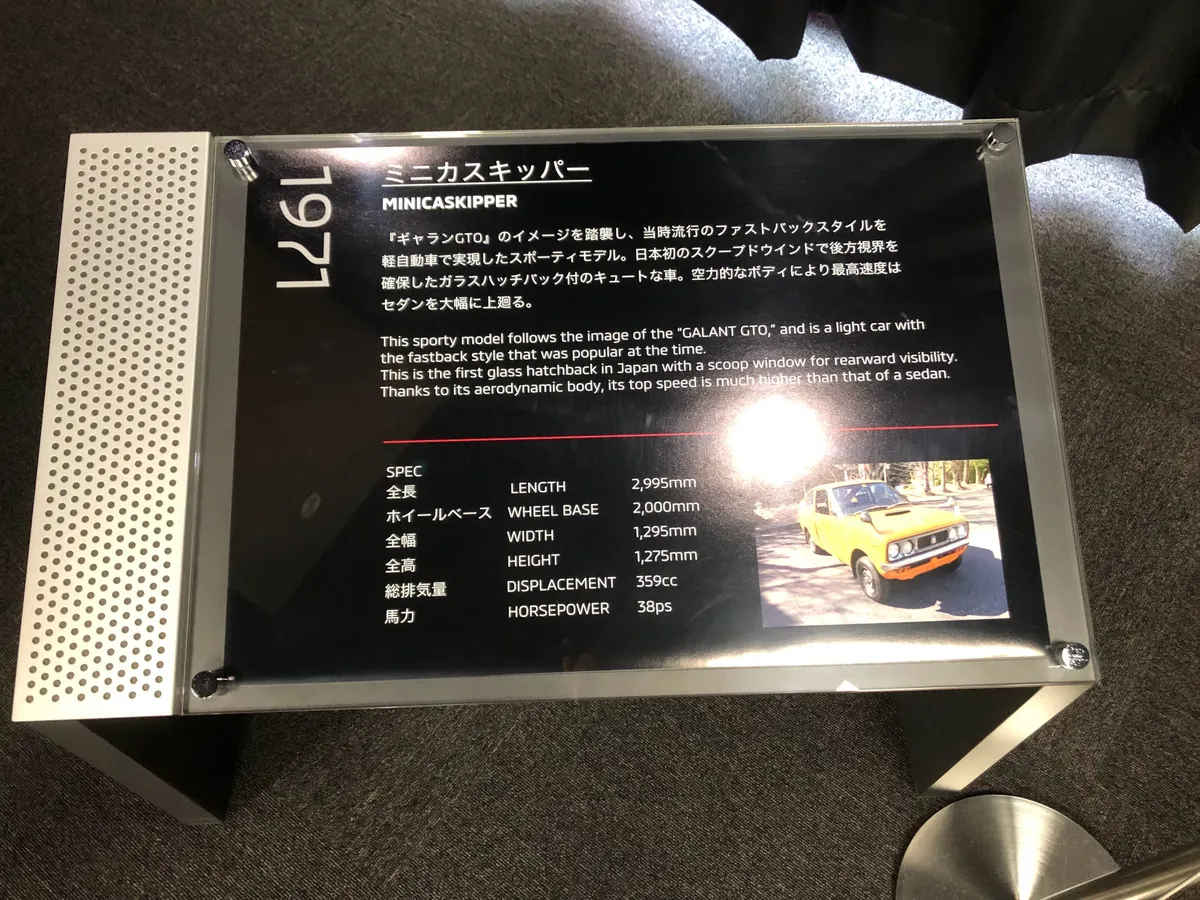 1971
ミニカスキッパー
MINICASKIPPER
『ギャランGTO』のイメージを踏襲し、当時流行のファストバックスタイルを
軽自動車で実現したスポーティモデル。日本初のスクープドウインドで後方視界を
確保したガラスハッチバック付のキュートな車。空力的なボディにより最高速度は
セダンを大幅に上廻る。
This sporty model follows the image of the “GALANT GTO,” and is a light car with
the fastback style that was popular at the time.
This is the first glass hatchback in Japan with a scoop window for rearward visibility.
Thanks to its aerodynamic body, its top speed is much higher than that of a sedan.
SPEC
全長 LENGTH 2,995mm
ホイールベース WHEEL BASE 2,000mm
全幅 WIDTH 1,295mm
全高 HEIGHT 1,275mm
総排気量 DISPLACEMENT 359cc
馬力 HORSEPOWER 38ps